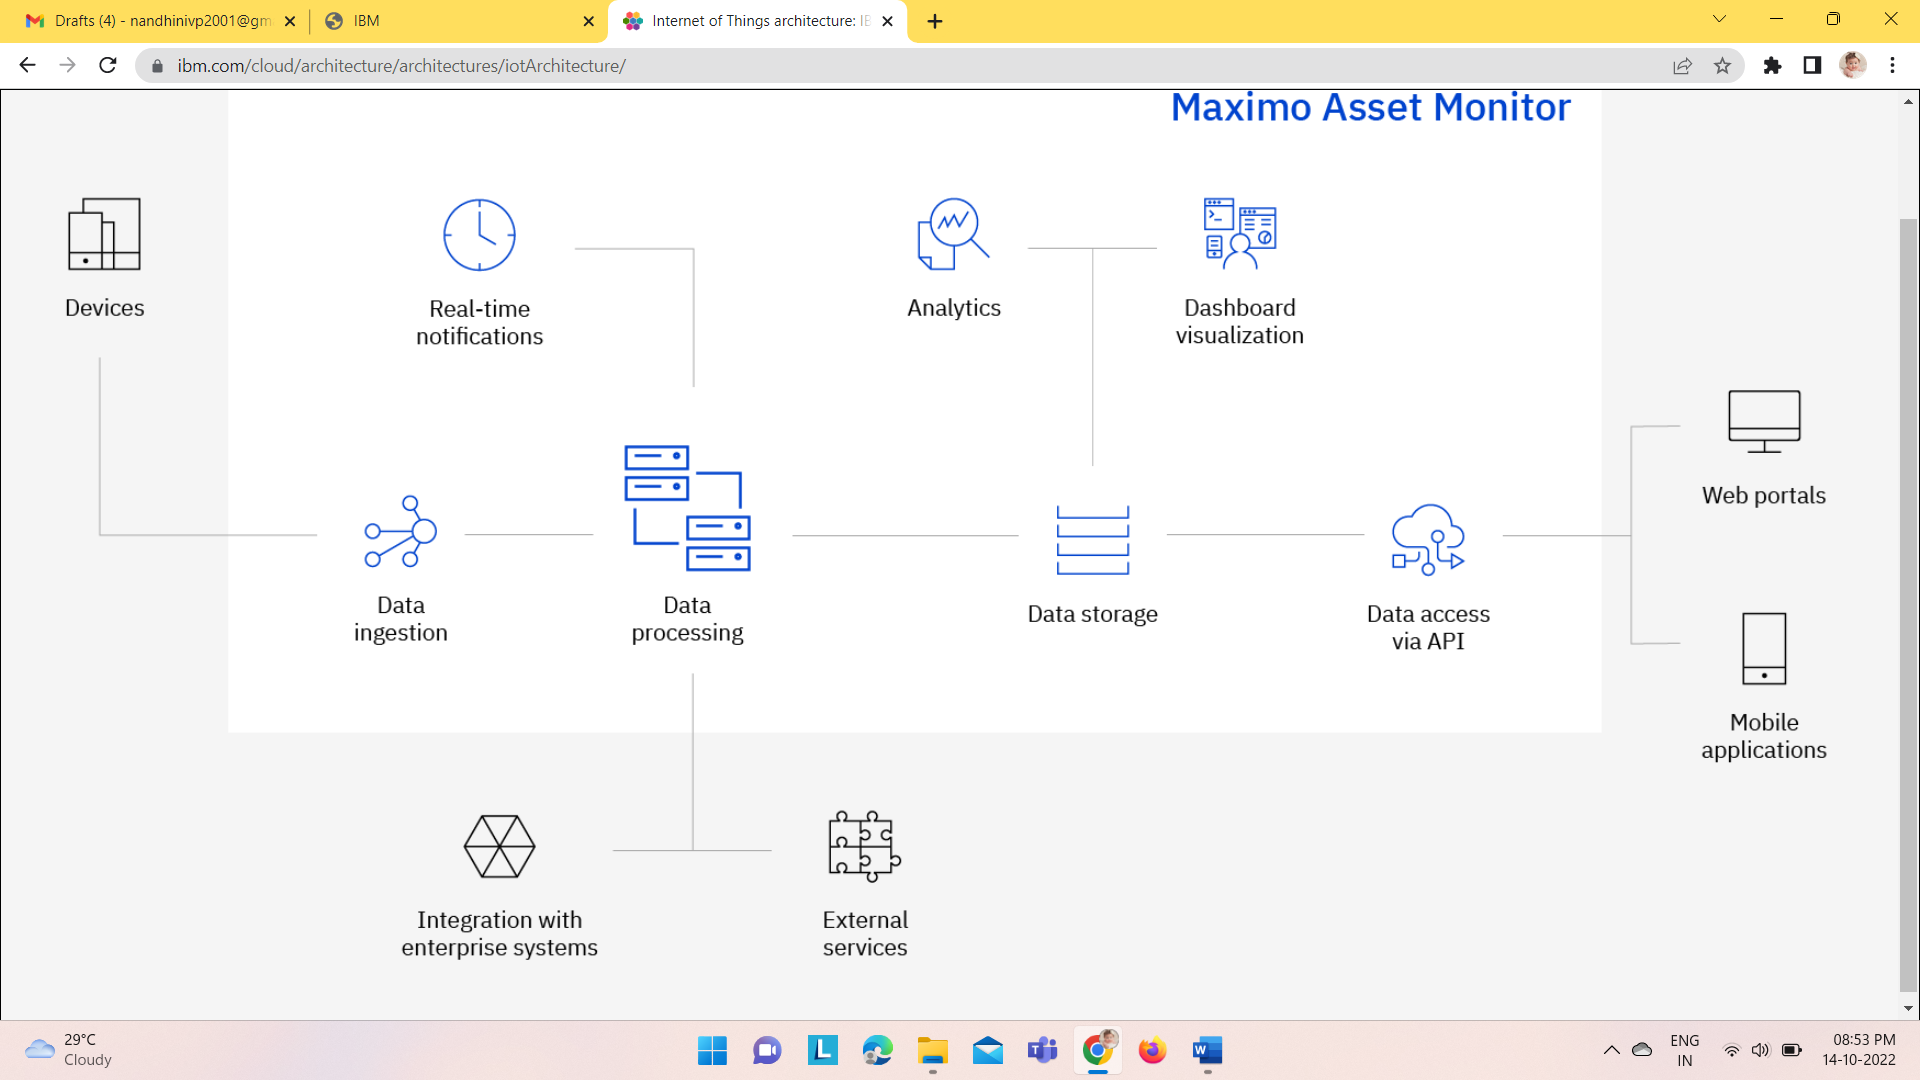 Drafts (4) - nandhinivp2001@gm
IBM
Internet of Things architecture: IB
ibm.com/cloud/architecture/architectures/iotArchitecture/
Maximo Asset Monitor
Devices
Real-time
notifications
Analytics
Dashboard
visualization
Web portals
Data
ingestion
Data
processing
Data storage
Data access
via API
Mobile
applications
Integration with
enterprise systems
External
services
29°C
Cloudy
ENG
IN
08:53 PM
14-10-2022